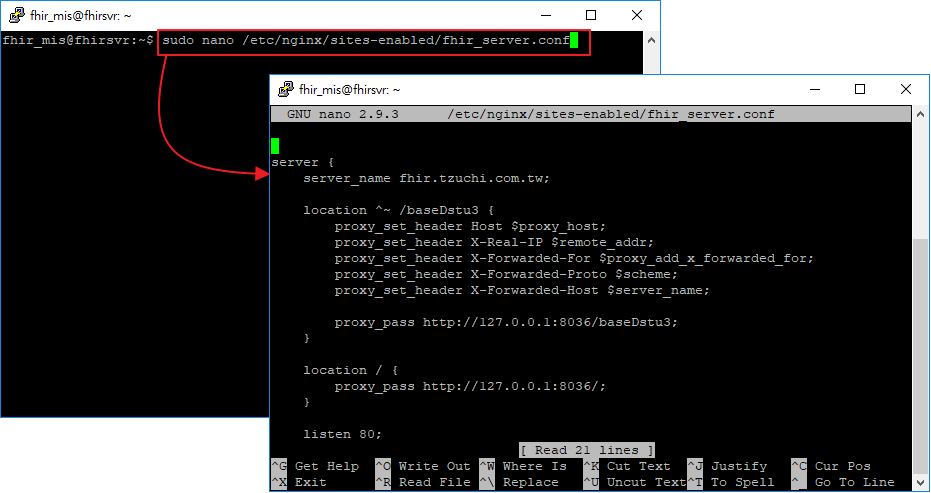 fhir_mis@fhirsvr: ~
fhir_mis@fhirsvr:~$ sudo nano /etc/nginx/sites-enabled/fhir_server.conf
fhir_mis@fhirsvr: ~
GNU nano 2.9.3 /etc/nginx/sites-enabled/fhir_server.conf
server {
server_name fhir.tzuchi.com.tw;
location ^~ /baseDstu3 {
proxy_set_header Host $proxy_host;
proxy_set_header X-Real-IP $remote_addr;
proxy_set_header X-Forwarded-For $proxy_add_x_forwarded_for;
proxy_set_header X-Forwarded-Proto $scheme;
proxy_set_header X-Forwarded-Host $server_name;
proxy_pass http://127.0.0.1:8036/baseDstu3;
}
location / {
proxy_pass http://127.0.0.1:8036/;
}
listen 80;
[ Read 21 lines ]
^G Get Help ^O Write Out ^W Where Is ^K Cut Text ^J Justify ^C Cur Pos
^X Exit ^R Read File ^\ Replace ^U Uncut Text ^T To Spell ^_ Go To Line